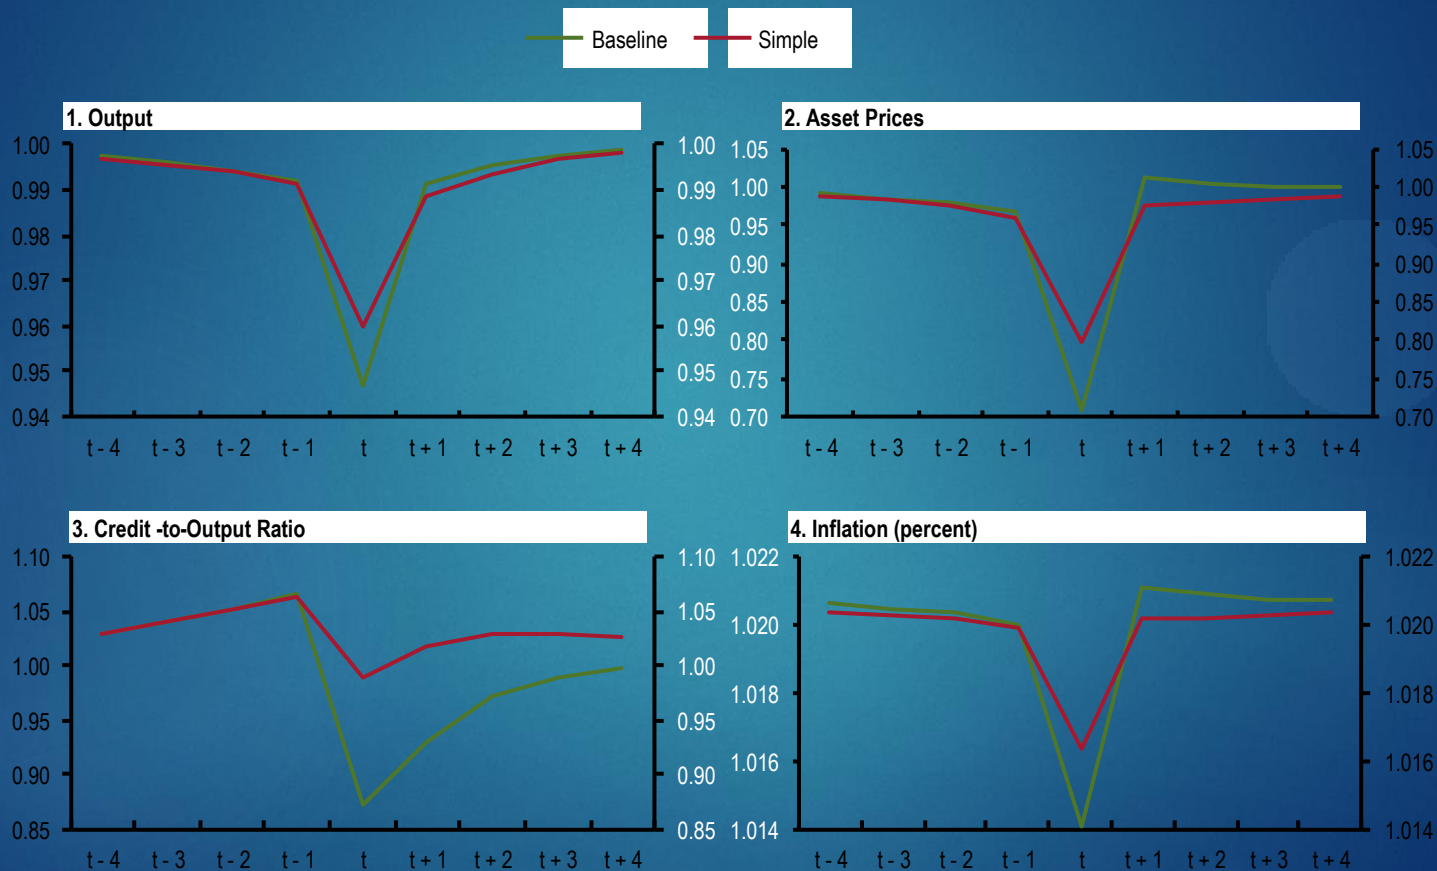 Baseline Simple
1. Output
1.00 1.00
0.99 0.99
0.98 0.98
0.97 0.97
0.96 0.96
0.95 0.95
0.94 0.94
t - 4 t - 3 t - 2 t - 1 t t + 1 t + 2 t + 3 t + 4
2. Asset Prices
1.05 1.05
1.00 1.00
0.95 0.95
0.90 0.90
0.85 0.85
0.80 0.80
0.75 0.75
0.70 0.70
t - 4 t - 3 t - 2 t - 1 t t + 1 t + 2 t + 3 t + 4
3. Credit -to-Output Ratio
1.10 1.10
1.05 1.05
1.00 1.00
0.95 0.95
0.90 0.90
0.85 0.85
t - 4 t - 3 t - 2 t - 1 t t + 1 t + 2 t + 3 t + 4
4. Inflation (percent)
1.022 1.022
1.020 1.020
1.018 1.018
1.016 1.016
1.014 1.014
t - 4 t - 3 t - 2 t - 1 t t + 1 t + 2 t + 3 t + 4